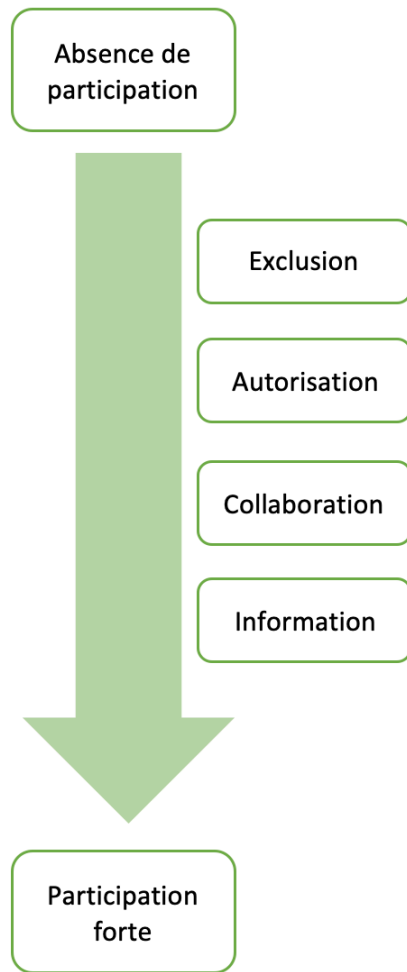 Absence de
participation
Exclusion
Autorisation
Collaboration
Information
Participation
forte